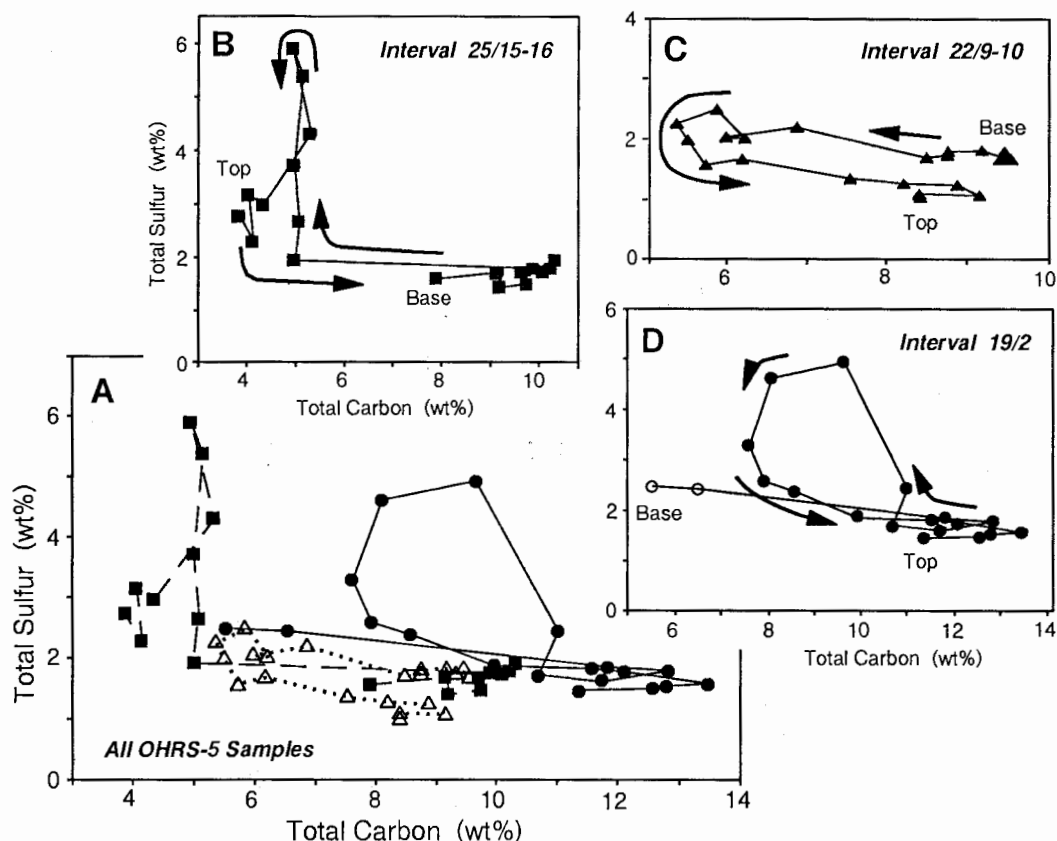 B
Interval 25/15-16
6
4
2
0
Total Sulfur (wt%)
Top
Base
4 6 8 10
Total Carbon (wt%)
C
Interval 22/9-10
4
2
0
Base
Top
6 8 10
D
Interval 19/2
6
4
2
0
Base
Top
6 8 10 12 14
Total Carbon (wt%)
A
6
4
2
0
Total Sulfur (wt%)
All OHRS-5 Samples
4 6 8 10 12 14
Total Carbon (wt%)